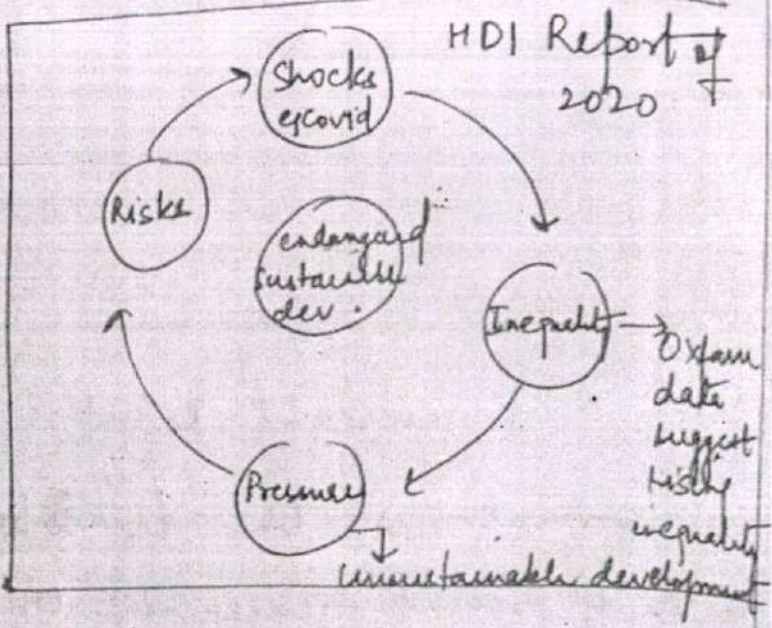 HDI Report of
2020
Shocks
eg Covid
Risks
endangered
sustainable
dev.
Inequality →
Oxfam
data
suggest
rising
inequality
Pressure
unsustainable development